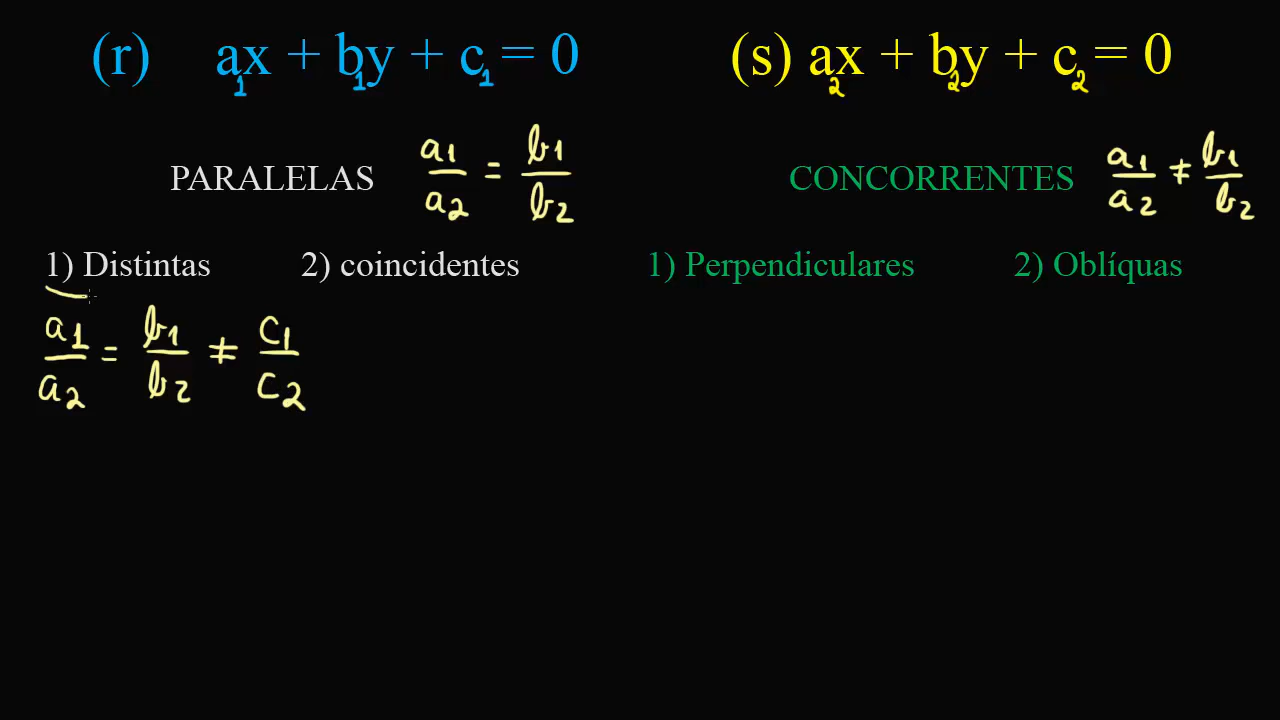 (r) a₁x + b₁y + c₁ = 0 (s) a₂x + b₂y + c₂ = 0
PARALELAS a1/a2 = b1/b2 CONCORRENTES a1/a2 ≠ b1/b2
1) Distintas 2) coincidentes 1) Perpendiculares 2) Oblíquas
a1/a2 = b1/b2 ≠ c1/c2